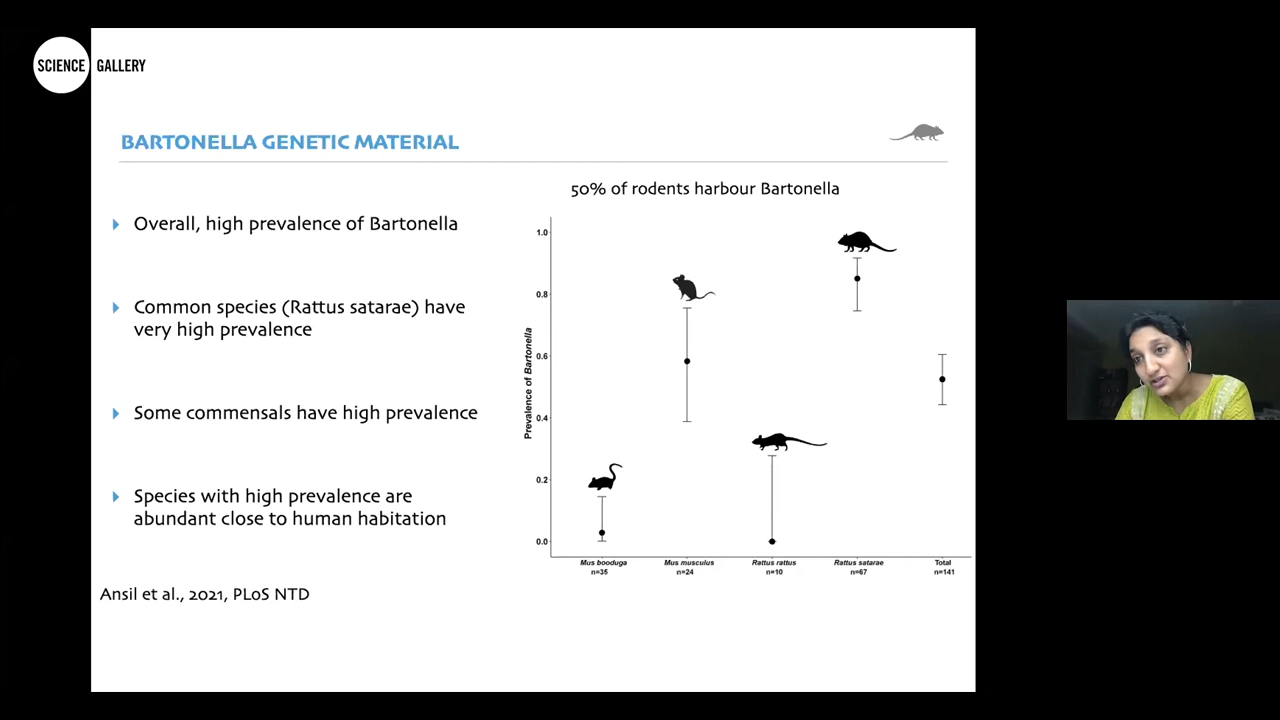 SCIENCE GALLERY
BARTONELLA GENETIC MATERIAL
50% of rodents harbour Bartonella
Overall, high prevalence of Bartonella
Common species (Rattus satarae) have
very high prevalence
Some commensals have high prevalence
Species with high prevalence are
abundant close to human habitation
Ansil et al., 2021, PLoS NTD
Prevalence of Bartonella
1.0
0.8
0.6
0.4
0.2
0.0
Mus booduga Mus musculus Rattus rattus Rattus satarae Total
n=35 n=24 n=10 n=67 n=141